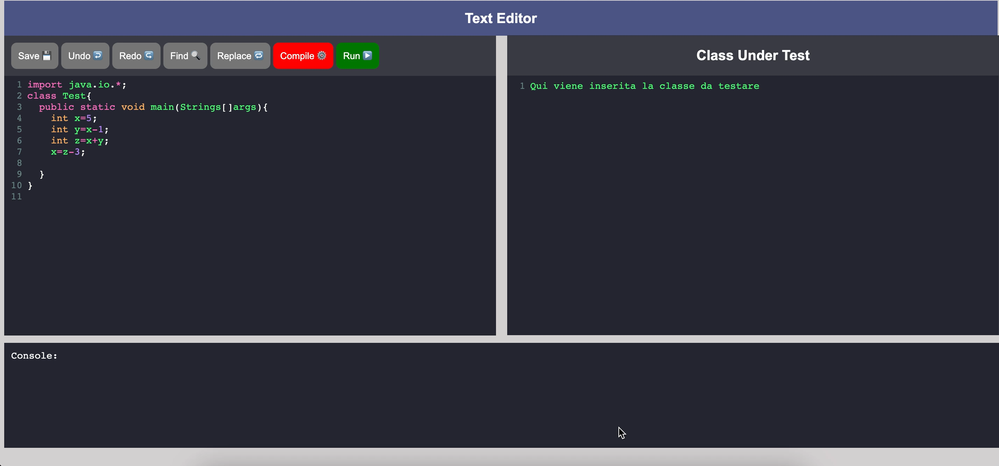 Text Editor
Save Undo Redo Find Replace Compile Run
1 import java.io.*;
2 class Test{
3   public static void main(Strings[]args){
4     int x=5;
5     int y=x-1;
6     int z=x+y;
7     x=z-3;
8
9   }
10 }
11
Class Under Test
1 Qui viene inserita la classe da testare
Console: